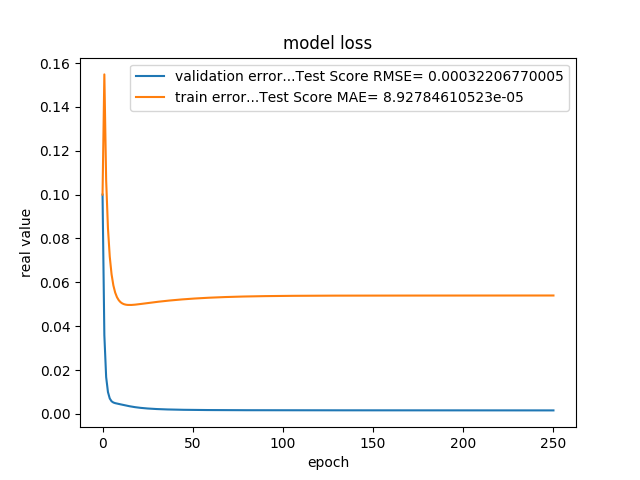 model loss
validation error...Test Score RMSE= 0.00032206770005
train error...Test Score MAE= 8.92784610523e-05
real value
0.16
0.14
0.12
0.10
0.08
0.06
0.04
0.02
0.00
0 50 100 150 200 250
epoch